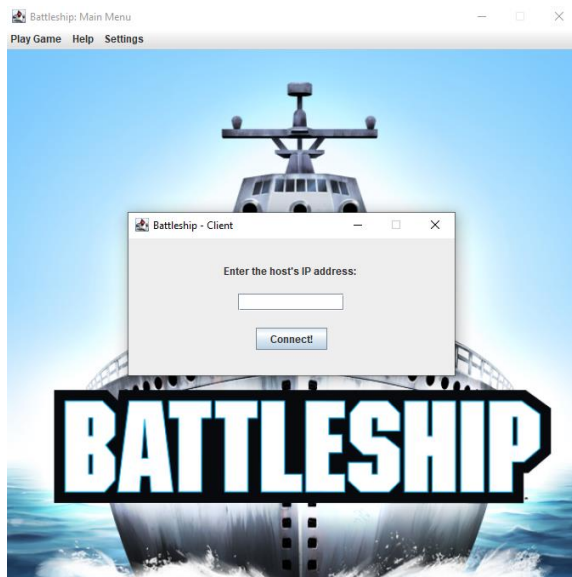 Battleship: Main Menu
Play Game Help Settings
Battleship - Client
Enter the host's IP address:
Connect!
BATTLESHIP